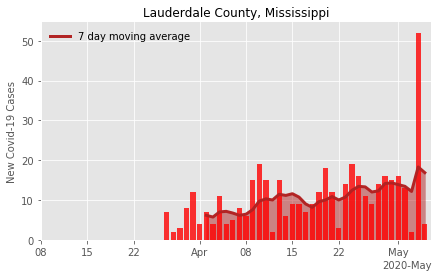 Lauderdale County, Mississippi
7 day moving average
New Covid-19 Cases
50
40
30
20
10
0
08 15 22 Apr 08 15 22 May
2020-May